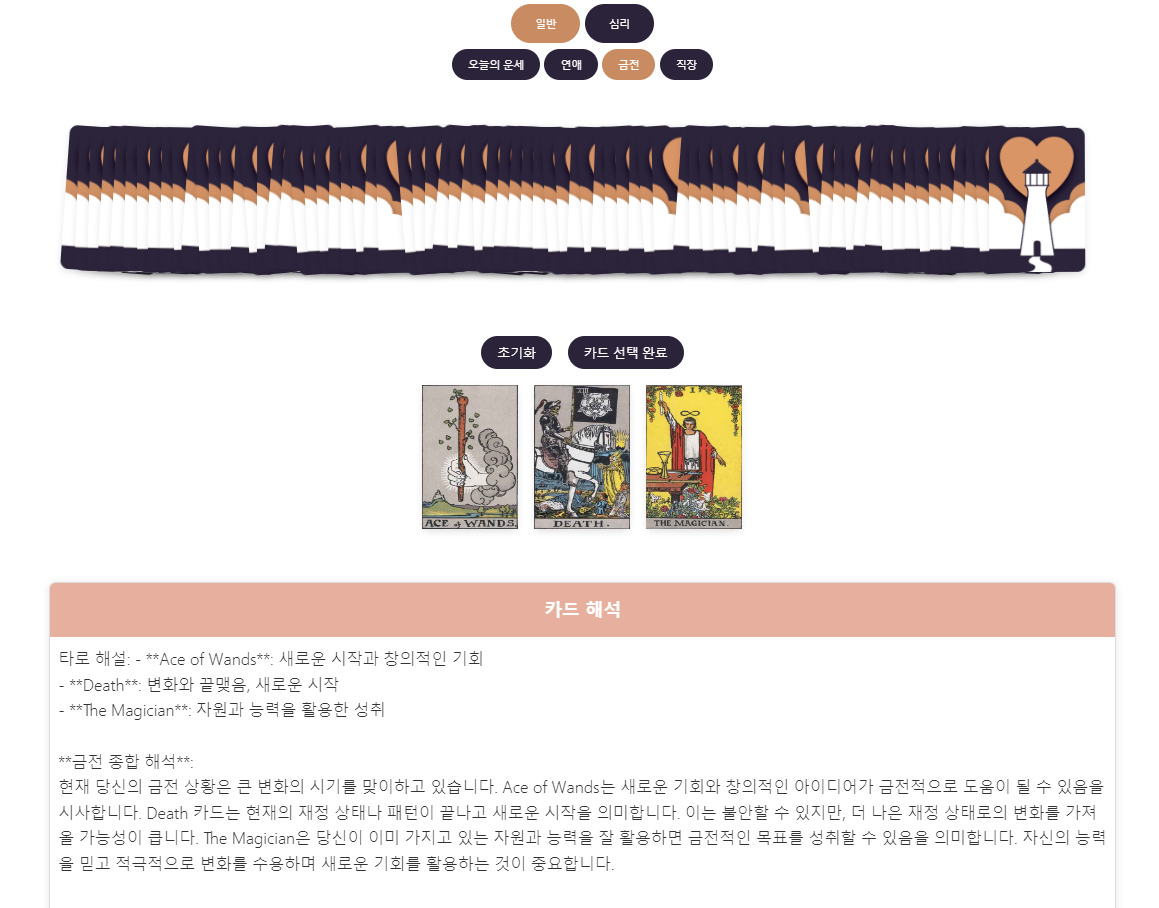 일반 심리
오늘의 운세 연애 금전 직장
초기화 카드 선택 완료
XIII I
ACE of WANDS. DEATH. THE MAGICIAN.
카드 해석
타로 해설: - **Ace of Wands**: 새로운 시작과 창의적인 기회
- **Death**: 변화와 끝맺음, 새로운 시작
- **The Magician**: 자원과 능력을 활용한 성취
**금전 종합 해석**:
현재 당신의 금전 상황은 큰 변화의 시기를 맞이하고 있습니다. Ace of Wands는 새로운 기회와 창의적인 아이디어가 금전적으로 도움이 될 수 있음을
시사합니다. Death 카드는 현재의 재정 상태나 패턴이 끝나고 새로운 시작을 의미합니다. 이는 불안할 수 있지만, 더 나은 재정 상태로의 변화를 가져
올 가능성이 큽니다. The Magician은 당신이 이미 가지고 있는 자원과 능력을 잘 활용하면 금전적인 목표를 성취할 수 있음을 의미합니다. 자신의 능력
을 믿고 적극적으로 변화를 수용하며 새로운 기회를 활용하는 것이 중요합니다.